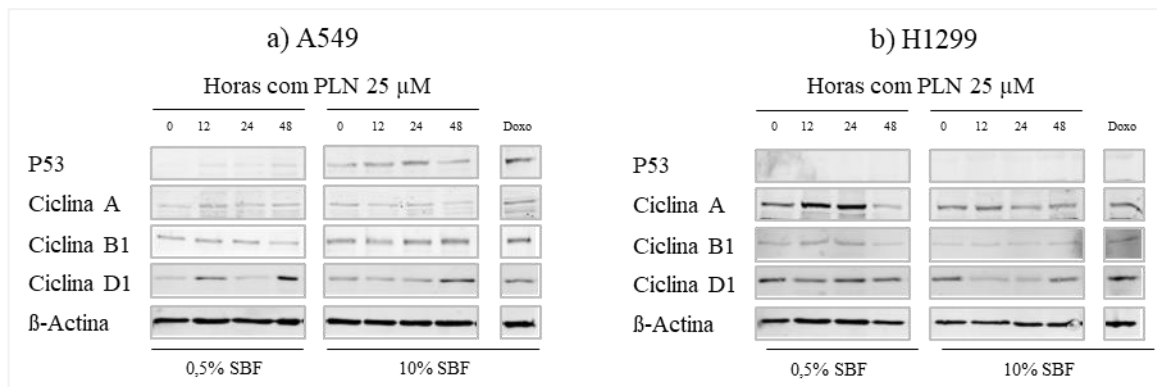 a) A549
Horas com PLN 25 µM
0 12 24 48 0 12 24 48 Doxo
P53
Ciclina A
Ciclina B1
Ciclina D1
ß-Actina
0,5% SBF 10% SBF
b) H1299
Horas com PLN 25 µM
0 12 24 48 0 12 24 48 Doxo
P53
Ciclina A
Ciclina B1
Ciclina D1
ß-Actina
0,5% SBF 10% SBF